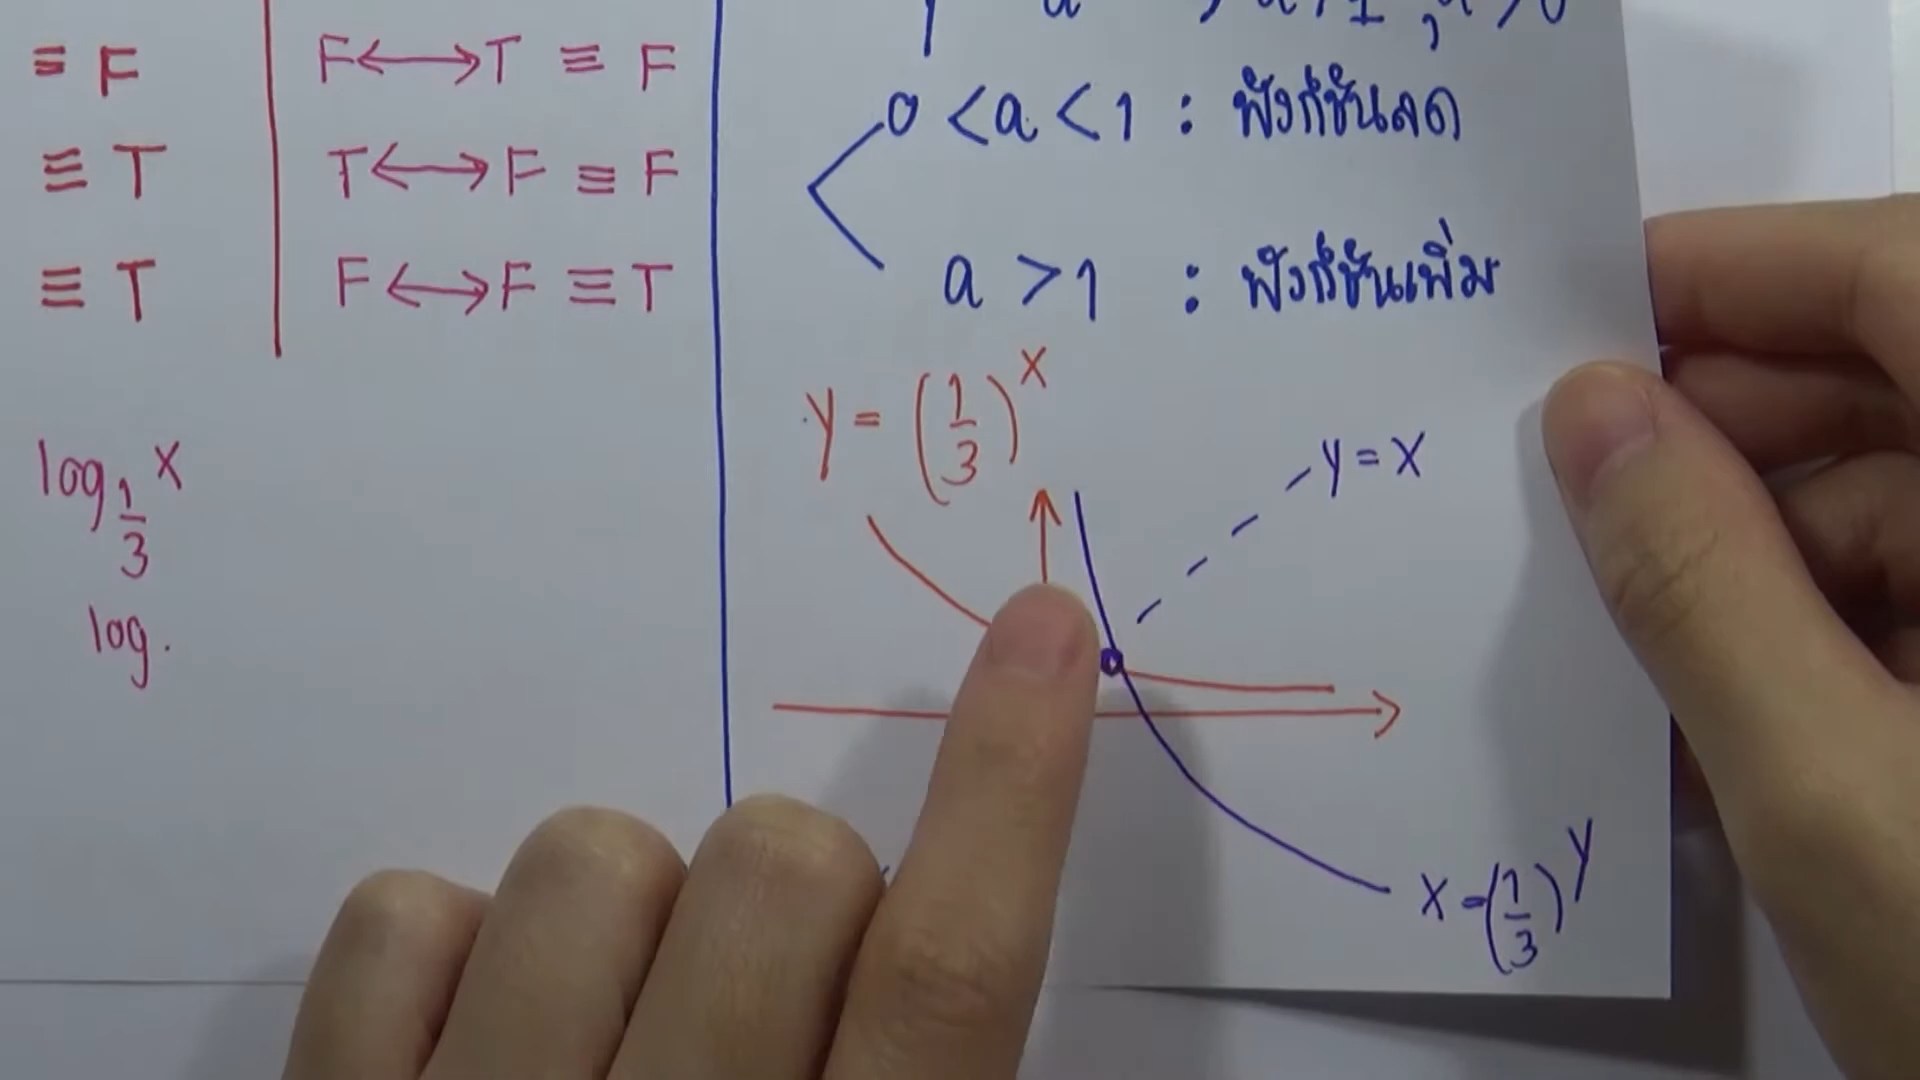 ≡ F
≡ T
≡ T
F ⟷ T ≡ F
T ⟷ F ≡ F
F ⟷ F ≡ T
log 1/3 x
log.
0 < a < 1 : ฟังก์ชันลด
a > 1 : ฟังก์ชันเพิ่ม
y = (1/3)^x
y = x
x = (1/3)^y